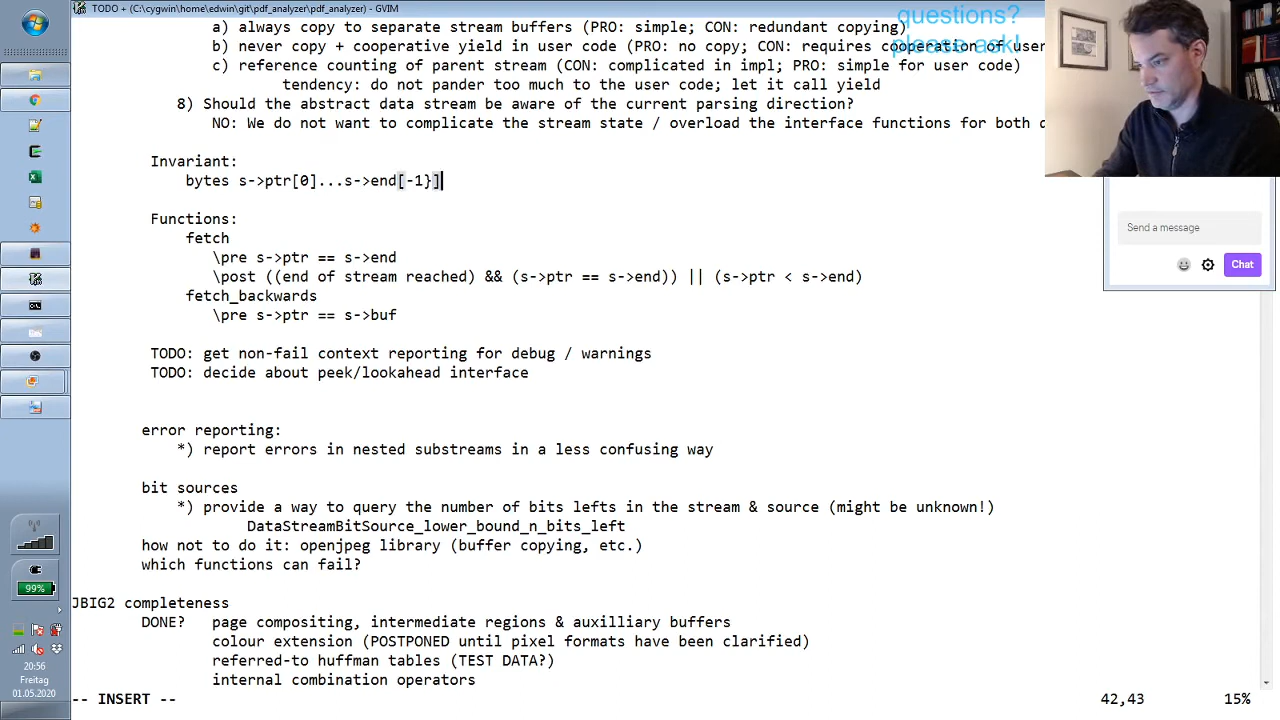 TODO + (C:\cygwin\home\edwin\git\pdf_analyzer\pdf_analyzer) - GVIM
questions?
please ask!
a) always copy to separate stream buffers (PRO: simple; CON: redundant copying)
b) never copy + cooperative yield in user code (PRO: no copy; CON: requires cooperation of user
c) reference counting of parent stream (CON: complicated in impl; PRO: simple for user code)
tendency: do not pander too much to the user code; let it call yield
8) Should the abstract data stream be aware of the current parsing direction?
NO: We do not want to complicate the stream state / overload the interface functions for both
Invariant:
bytes s->ptr[0]...s->end[-1}]
Functions:
fetch
\pre s->ptr == s->end
\post ((end of stream reached) && (s->ptr == s->end)) || (s->ptr < s->end)
fetch_backwards
\pre s->ptr == s->buf
TODO: get non-fail context reporting for debug / warnings
TODO: decide about peek/lookahead interface
error reporting:
*) report errors in nested substreams in a less confusing way
bit sources
*) provide a way to query the number of bits lefts in the stream & source (might be unknown!)
DataStreamBitSource_lower_bound_n_bits_left
how not to do it: openjpeg library (buffer copying, etc.)
which functions can fail?
JBIG2 completeness
DONE? page compositing, intermediate regions & auxilliary buffers
colour extension (POSTPONED until pixel formats have been clarified)
referred-to huffman tables (TEST DATA?)
internal combination operators
-- INSERT -- 42,43 15%
Send a message
Chat
99%
20:56
Freitag
01.05.2020